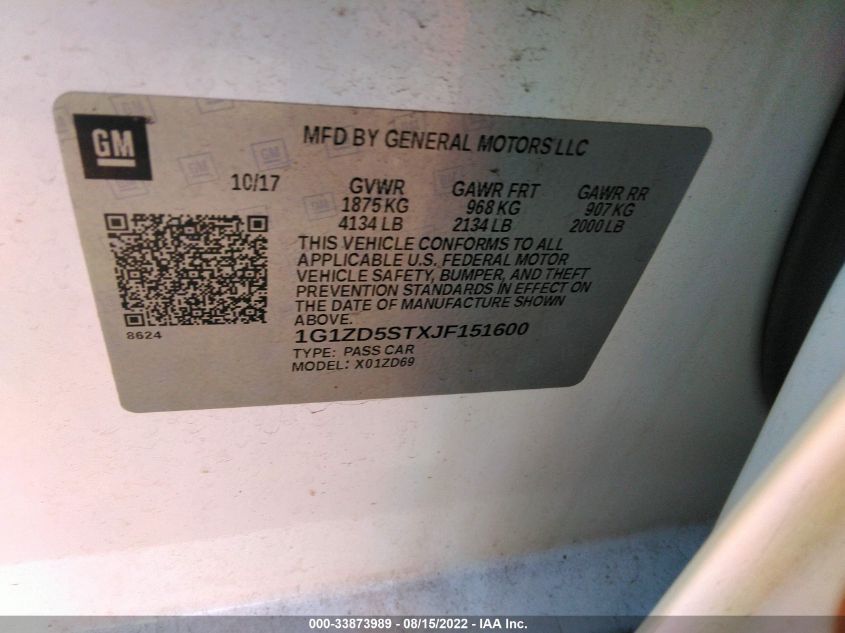 GM
MFD BY GENERAL MOTORS LLC
10/17 GVWR GAWR FRT GAWR RR
1875 KG 968 KG 907 KG
4134 LB 2134 LB 2000 LB
THIS VEHICLE CONFORMS TO ALL
APPLICABLE U.S. FEDERAL MOTOR
VEHICLE SAFETY, BUMPER, AND THEFT
PREVENTION STANDARDS IN EFFECT ON
THE DATE OF MANUFACTURE SHOWN
ABOVE.
8624
1G1ZD5STXJF151600
TYPE: PASS CAR
MODEL: X01ZD69
000-33873989 - 08/15/2022 - IAA Inc.